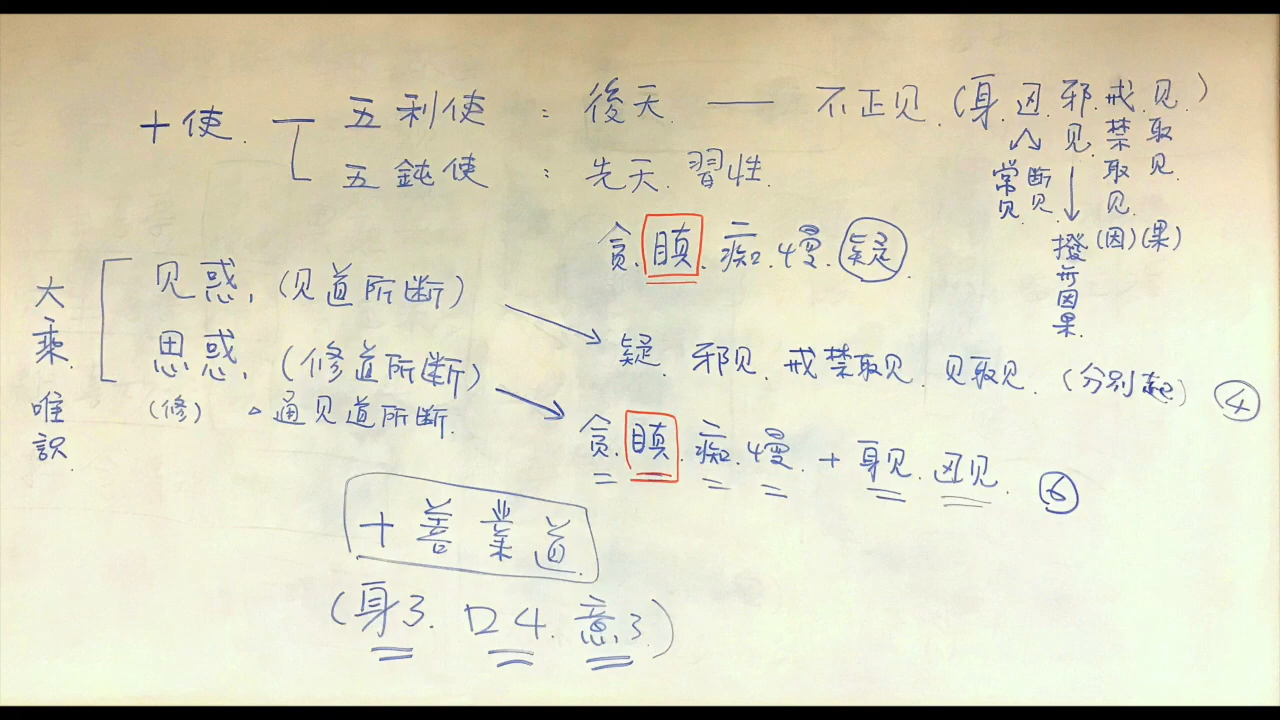 十使 五利使：後天 —— 不正见（身.边.邪.戒.见）
见 禁取见 取见
常见 断见
撥无因果
(因)(果)
五鈍使：先天 習性
贪.瞋.痴.慢.疑.
大乘唯識
见惑.（见道所断）
疑. 邪见. 戒禁取见. 见取见.（分别起）④
思惑.（修道所断）
(修) 通见道所断.
贪.瞋.痴.慢 + 身见.边见. ⑥
十善業道
（身3. 口4. 意.3.）